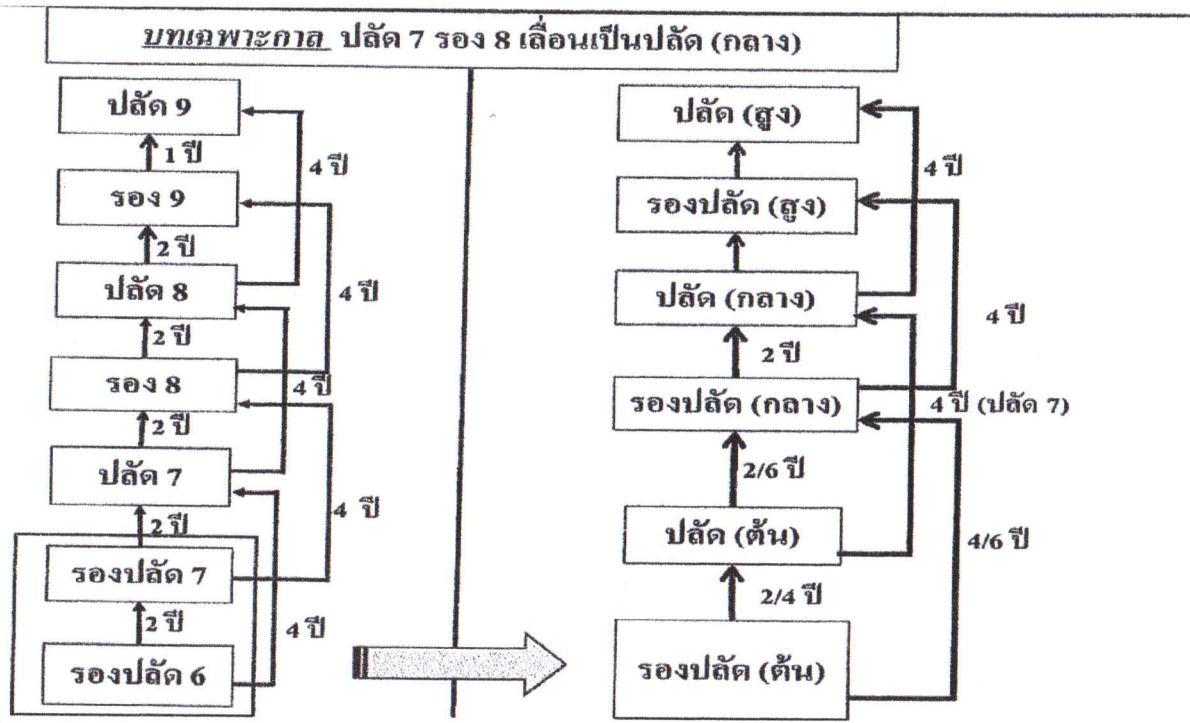 บทเฉพาะกาล ปลัด 7 รอง 8 เลื่อนเป็นปลัด (กลาง)
ปลัด 9
1 ปี
4 ปี
รอง 9
2 ปี
ปลัด 8
4 ปี
2 ปี
รอง 8
4 ปี
2 ปี
ปลัด 7
4 ปี
2 ปี
รองปลัด 7
2 ปี
4 ปี
รองปลัด 6
ปลัด (สูง)
4 ปี
รองปลัด (สูง)
ปลัด (กลาง)
4 ปี
2 ปี
รองปลัด (กลาง)
4 ปี (ปลัด 7)
2/6 ปี
ปลัด (ต้น)
4/6 ปี
2/4 ปี
รองปลัด (ต้น)